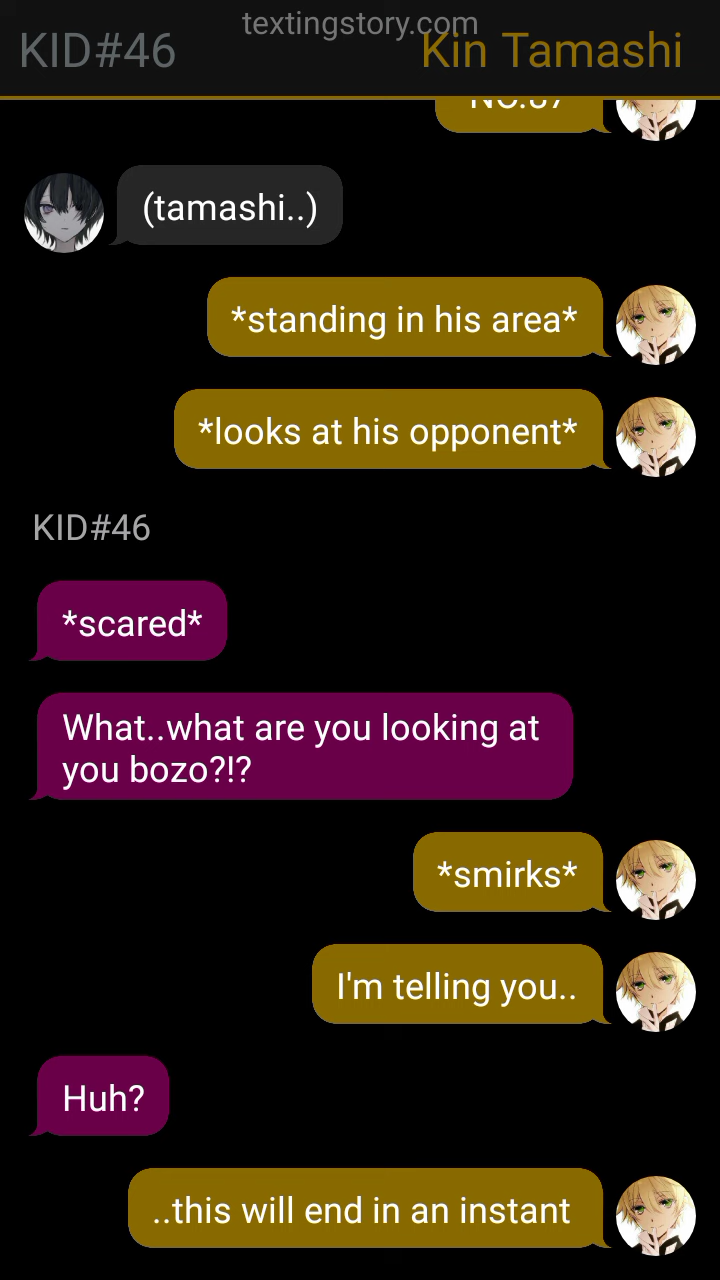 textingstory.com
KID#46
Kin Tamashi
(tamashi..)
*standing in his area*
*looks at his opponent*
KID#46
*scared*
What..what are you looking at
you bozo?!?
*smirks*
I'm telling you..
Huh?
..this will end in an instant